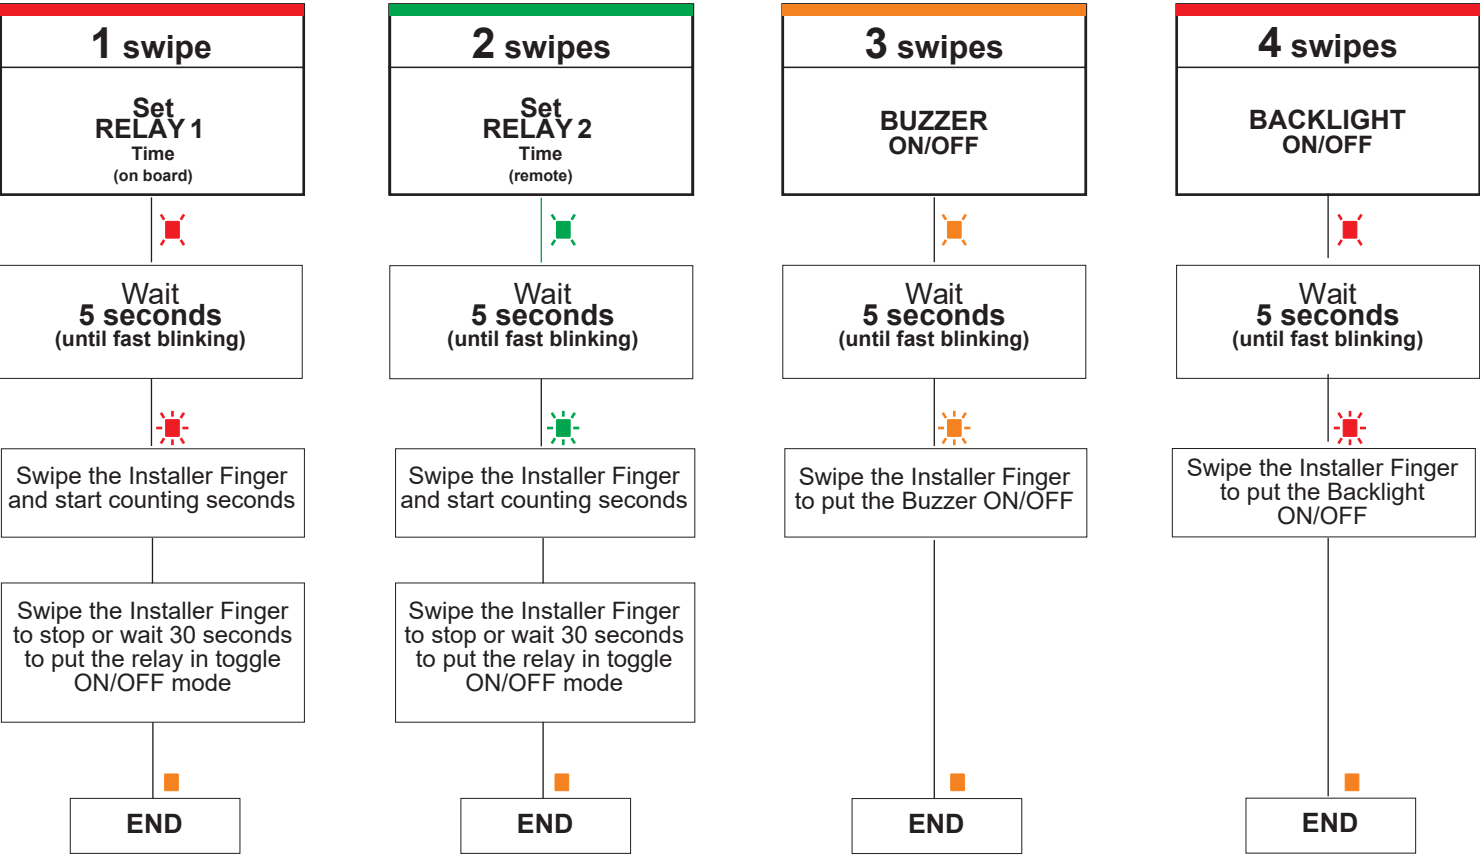 1 swipe
Set
RELAY 1
Time
(on board)
Wait
5 seconds
(until fast blinking)
Swipe the Installer Finger
and start counting seconds
Swipe the Installer Finger
to stop or wait 30 seconds
to put the relay in toggle
ON/OFF mode
END
2 swipes
Set
RELAY 2
Time
(remote)
Wait
5 seconds
(until fast blinking)
Swipe the Installer Finger
and start counting seconds
Swipe the Installer Finger
to stop or wait 30 seconds
to put the relay in toggle
ON/OFF mode
END
3 swipes
BUZZER
ON/OFF
Wait
5 seconds
(until fast blinking)
Swipe the Installer Finger
to put the Buzzer ON/OFF
END
4 swipes
BACKLIGHT
ON/OFF
Wait
5 seconds
(until fast blinking)
Swipe the Installer Finger
to put the Backlight
ON/OFF
END